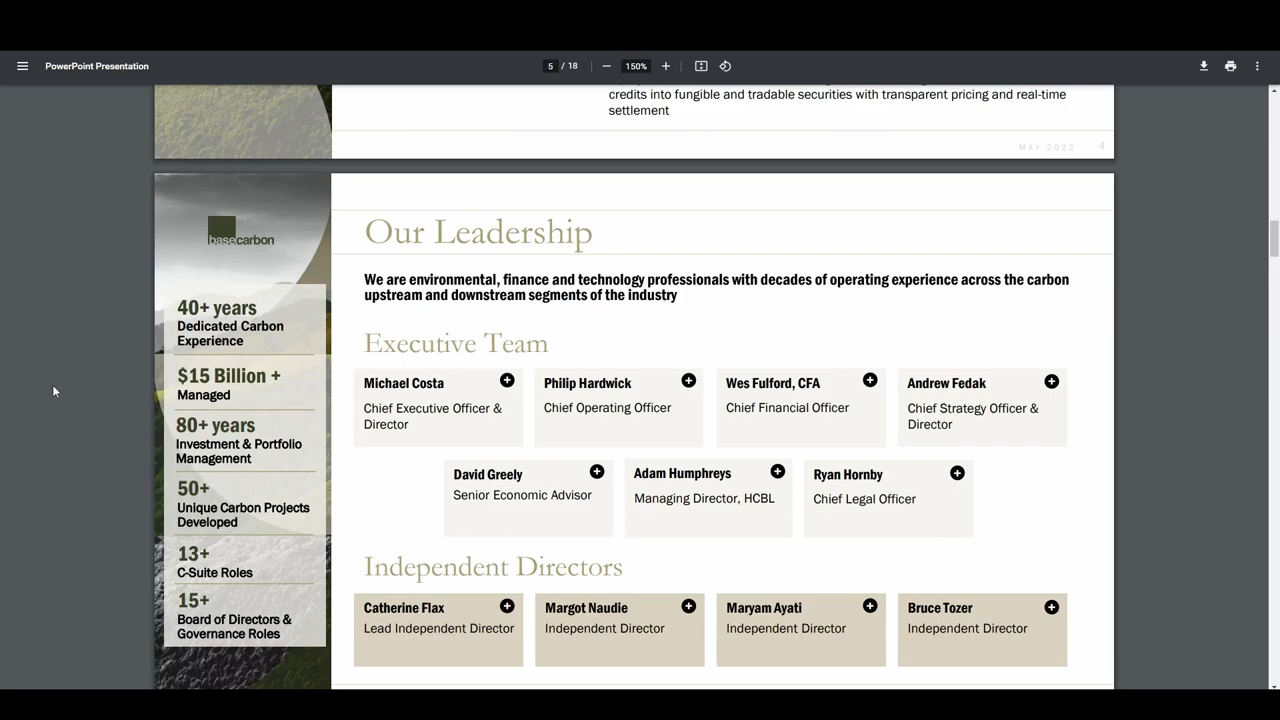 PowerPoint Presentation
5 / 18
150%
credits into fungible and tradable securities with transparent pricing and real-time
settlement
MAY 2022 4
basecarbon
40+ years
Dedicated Carbon
Experience
$15 Billion +
Managed
80+ years
Investment & Portfolio
Management
50+
Unique Carbon Projects
Developed
13+
C-Suite Roles
15+
Board of Directors &
Governance Roles
Our Leadership
We are environmental, finance and technology professionals with decades of operating experience across the carbon
upstream and downstream segments of the industry
Executive Team
Michael Costa
Chief Executive Officer &
Director
Philip Hardwick
Chief Operating Officer
Wes Fulford, CFA
Chief Financial Officer
Andrew Fedak
Chief Strategy Officer &
Director
David Greely
Senior Economic Advisor
Adam Humphreys
Managing Director, HCBL
Ryan Hornby
Chief Legal Officer
Independent Directors
Catherine Flax
Lead Independent Director
Margot Naudie
Independent Director
Maryam Ayati
Independent Director
Bruce Tozer
Independent Director